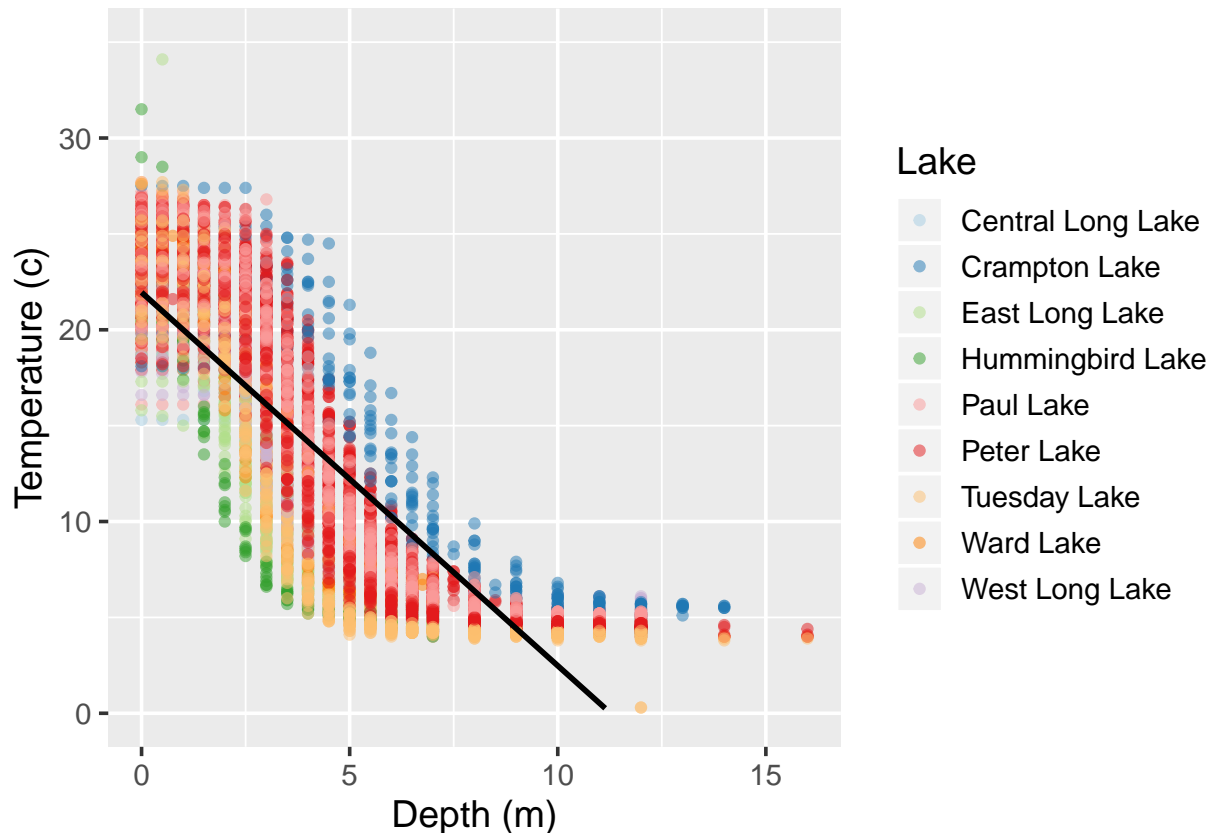 30
20
10
0
0
5
10
15
Temperature (c)
Depth (m)
Lake
Central Long Lake
Crampton Lake
East Long Lake
Hummingbird Lake
Paul Lake
Peter Lake
Tuesday Lake
Ward Lake
West Long Lake